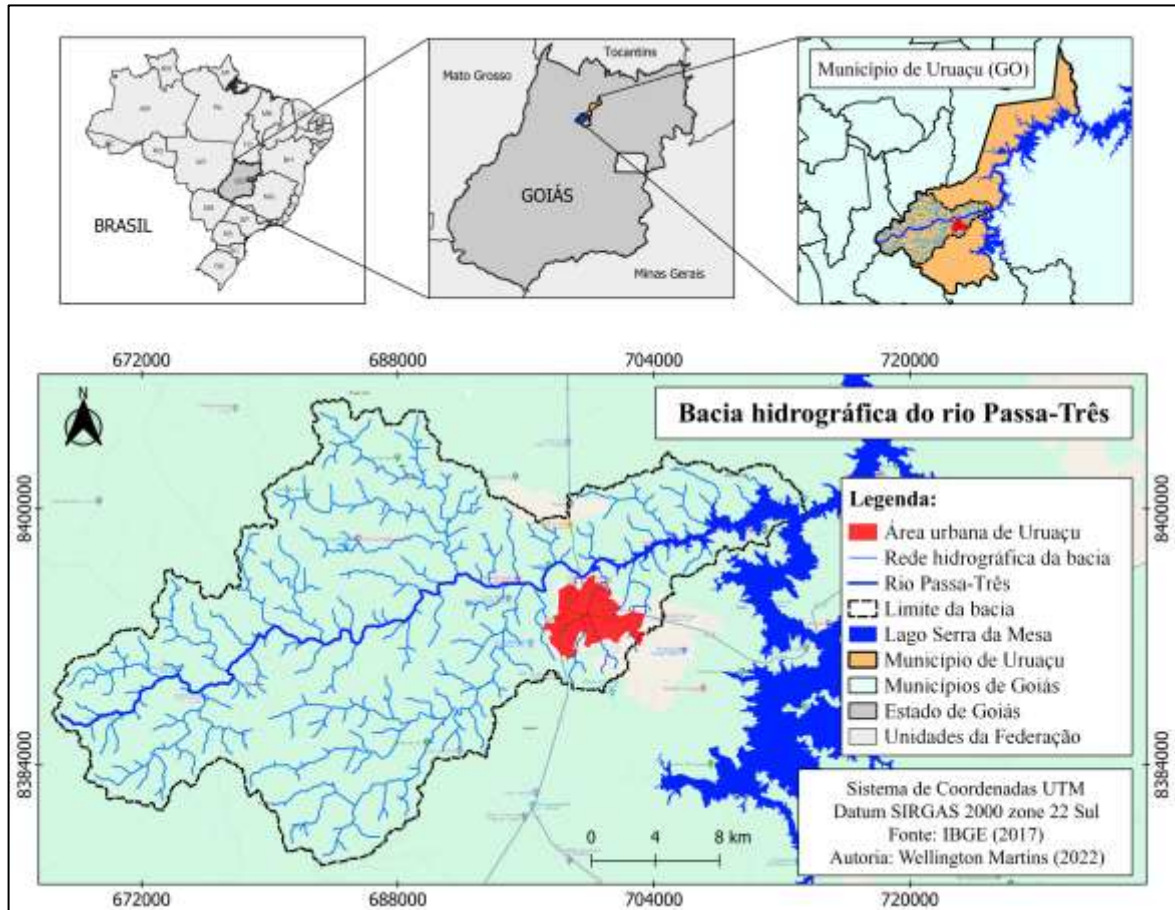 BRASIL
Mato Grosso
Tocantins
GOIÁS
Minas Gerais
Município de Uruaçu (GO)
672000
688000
704000
720000
N
Bacia hidrográfica do rio Passa-Três
8400000
8400000
Legenda:
Área urbana de Uruaçu
Rede hidrográfica da bacia
Rio Passa-Três
Limite da bacia
Lago Serra da Mesa
Município de Uruaçu
Municípios de Goiás
Estado de Goiás
Unidades da Federação
8384000
8384000
Sistema de Coordenadas UTM
Datum SIRGAS 2000 zone 22 Sul
Fonte: IBGE (2017)
Autoria: Wellington Martins (2022)
0 4 8 km
672000
688000
704000
720000